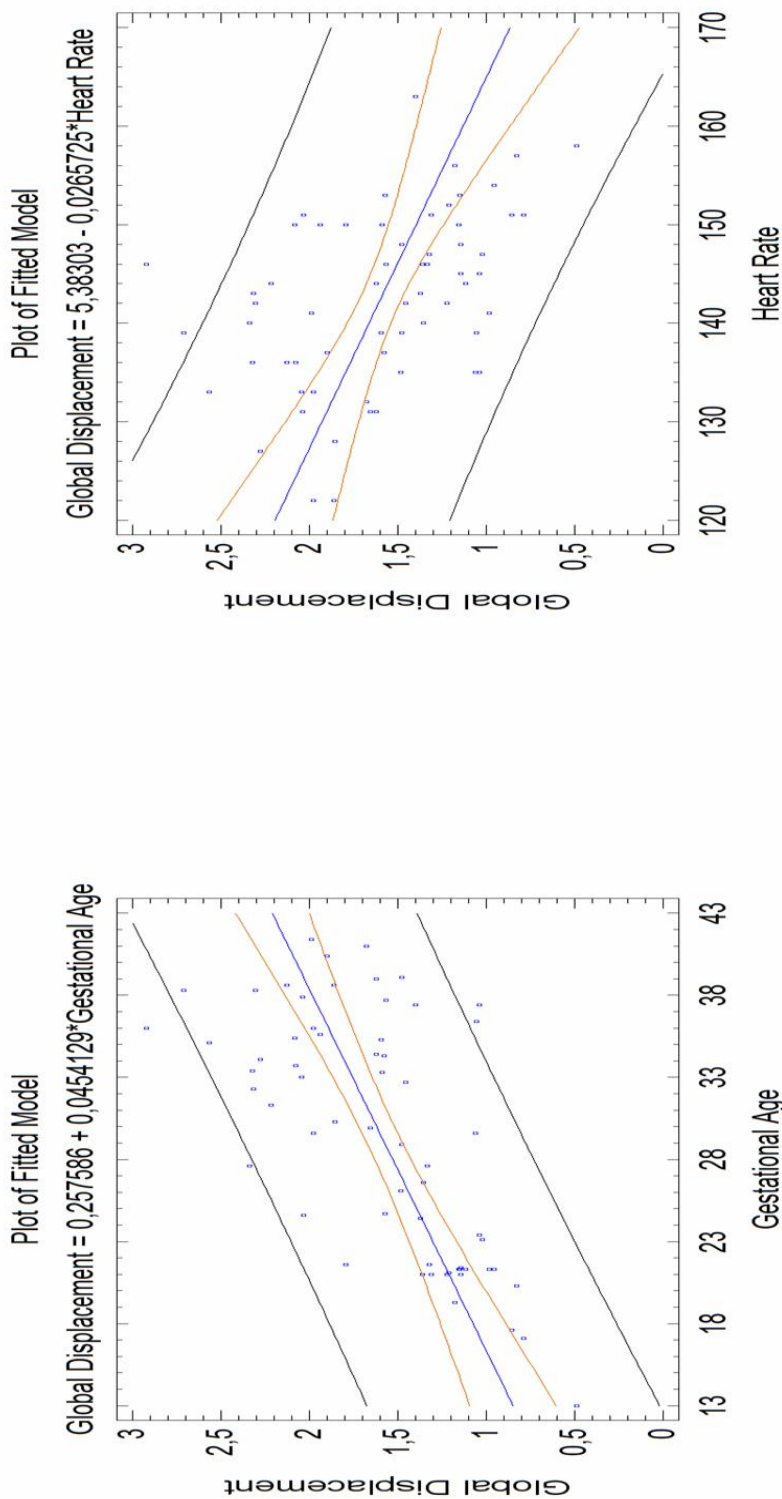 Plot of Fitted Model
Global Displacement = 0,257586 + 0,0454129*Gestational Age
Global Displacement
3
2,5
2
1,5
1
0,5
0
13 18 23 28 33 38 43
Gestational Age
Plot of Fitted Model
Global Displacement = 5,38303 - 0,0265725*Heart Rate
Global Displacement
3
2,5
2
1,5
1
0,5
0
120 130 140 150 160 170
Heart Rate